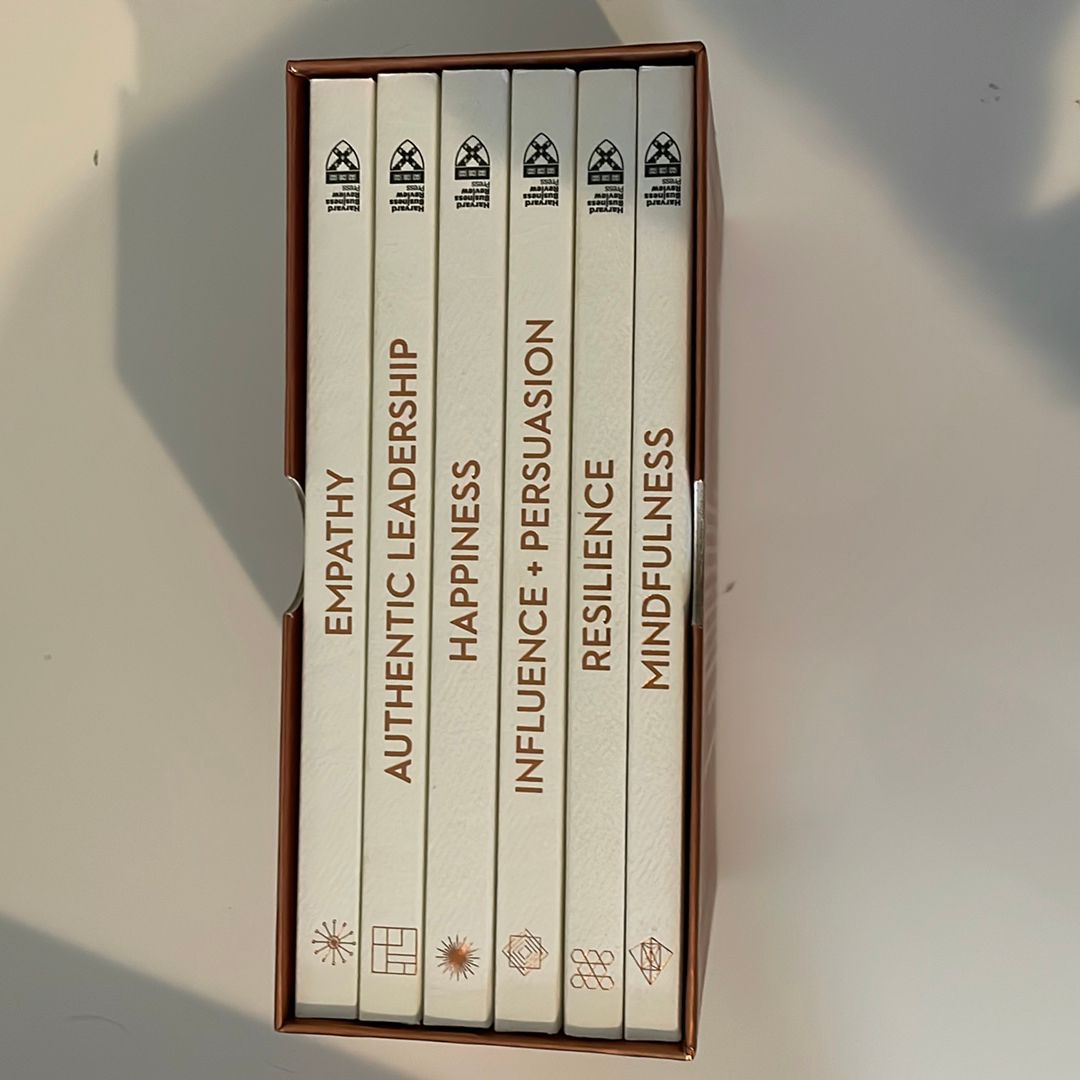 EMPATHY
Harvard
Business
Review
Press
AUTHENTIC LEADERSHIP
Harvard
Business
Review
Press
HAPPINESS
Harvard
Business
Review
Press
INFLUENCE + PERSUASION
Harvard
Business
Review
Press
RESILIENCE
Harvard
Business
Review
Press
MINDFULNESS
Harvard
Business
Review
Press